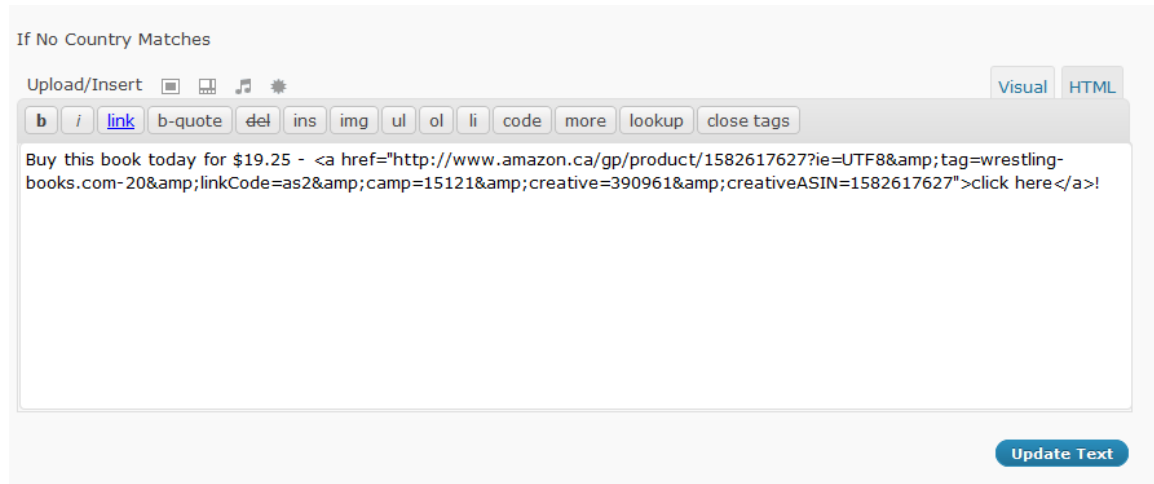 If No Country Matches
Upload/Insert Visual HTML
b i link b-quote del ins img ul ol li code more lookup close tags
Buy this book today for $19.25 - <a href="http://www.amazon.ca/gp/product/1582617627?ie=UTF8&amp;tag=wrestling-
books.com-20&amp;linkCode=as2&amp;camp=15121&amp;creative=390961&amp;creativeASIN=1582617627">click here</a>!
Update Text